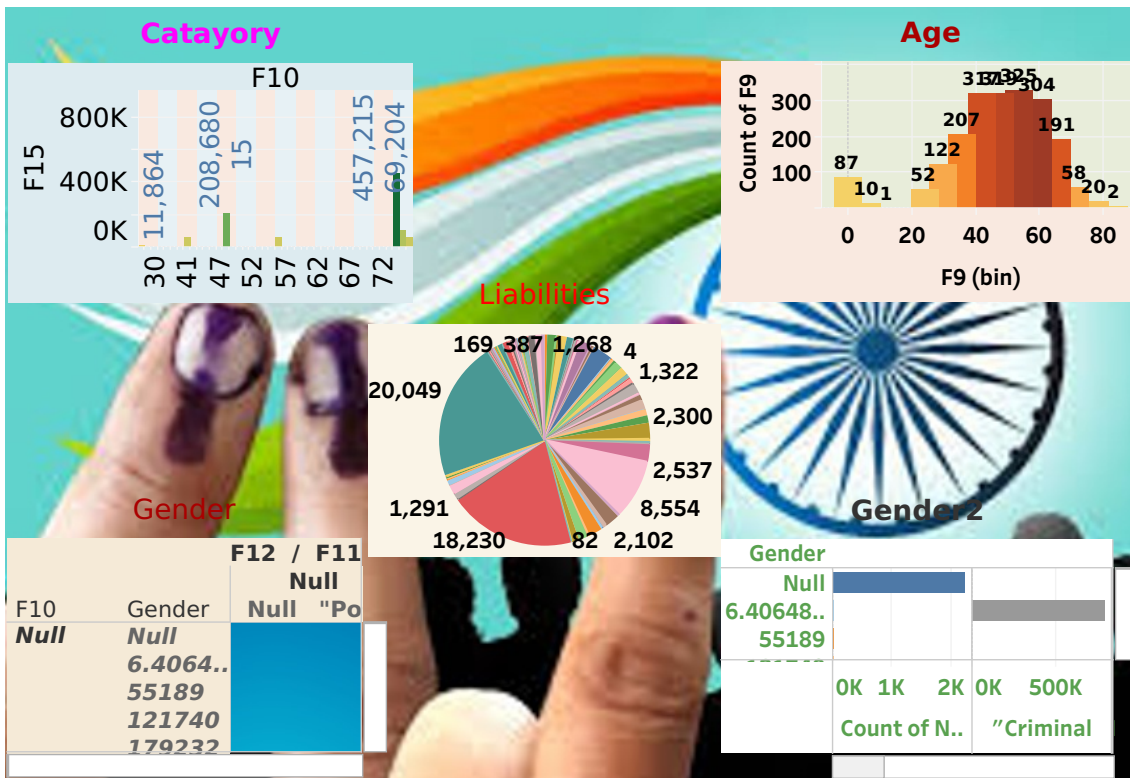 Catayory
F10
F15
800K
400K
0K
11,864
208,680
15
457,215
69,204
30 41 47 52 57 62 67 72
Age
Count of F9
300
200
100
87 10 1 52 122 207 317 319 325 304 191 58 20 2
0 20 40 60 80
F9 (bin)
Liabilities
169 387 1,268 4
1,322
20,049
2,300
2,537
1,291
8,554
18,230 82 2,102
Gender
F12 / F11
Null
F10 Gender Null "Po
Null Null
6.4064..
55189
121740
179232
Gender2
Gender
Null
6.40648..
55189
0K 1K 2K 0K 500K
Count of N.. "Criminal